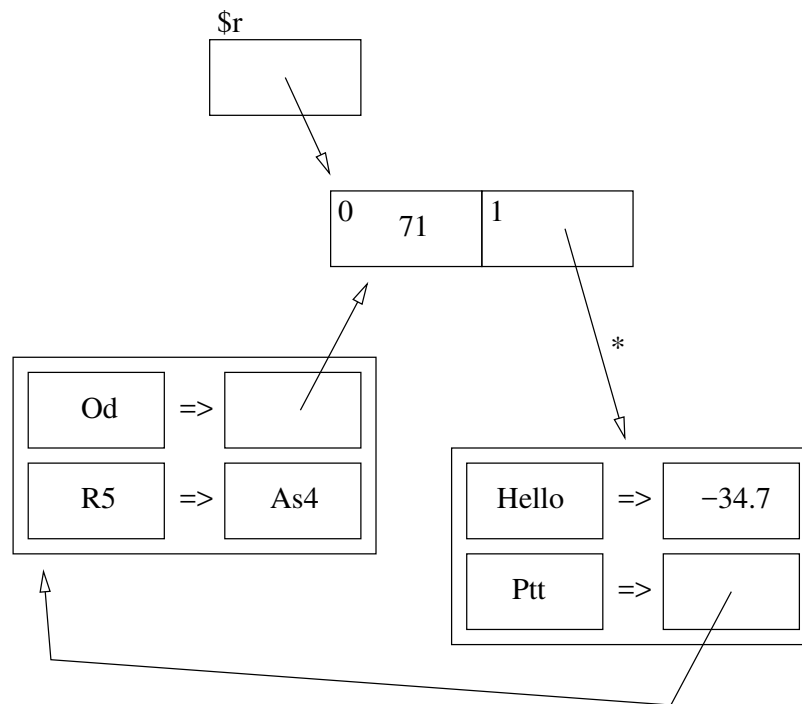 $r
0 71 1
*
Od =>
R5 => As4
Hello => −34.7
Ptt =>